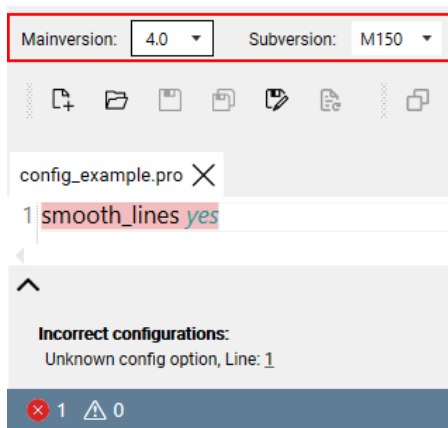 Mainversion: 4.0 Subversion: M150
config_example.pro
1 smooth_lines yes
Incorrect configurations:
Unknown config option, Line: 1
1 0